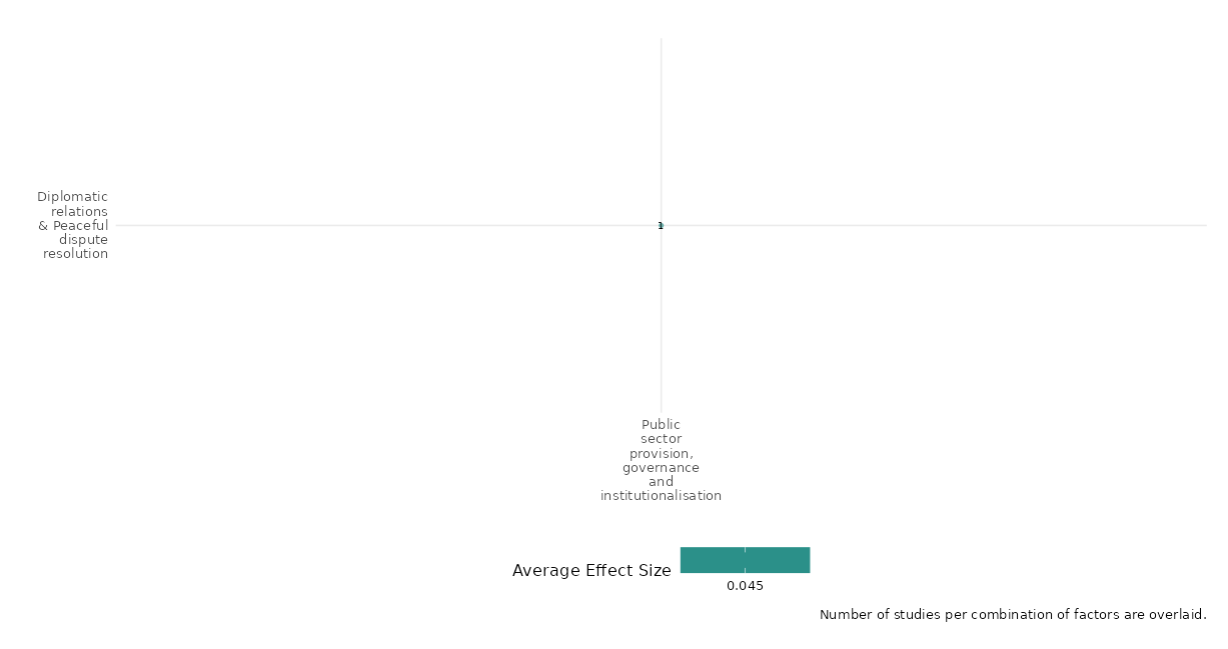 Diplomatic
relations
& Peaceful
dispute
resolution
1
Public
sector
provision,
governance
and
institutionalisation
Average Effect Size
0.045
Number of studies per combination of factors are overlaid.